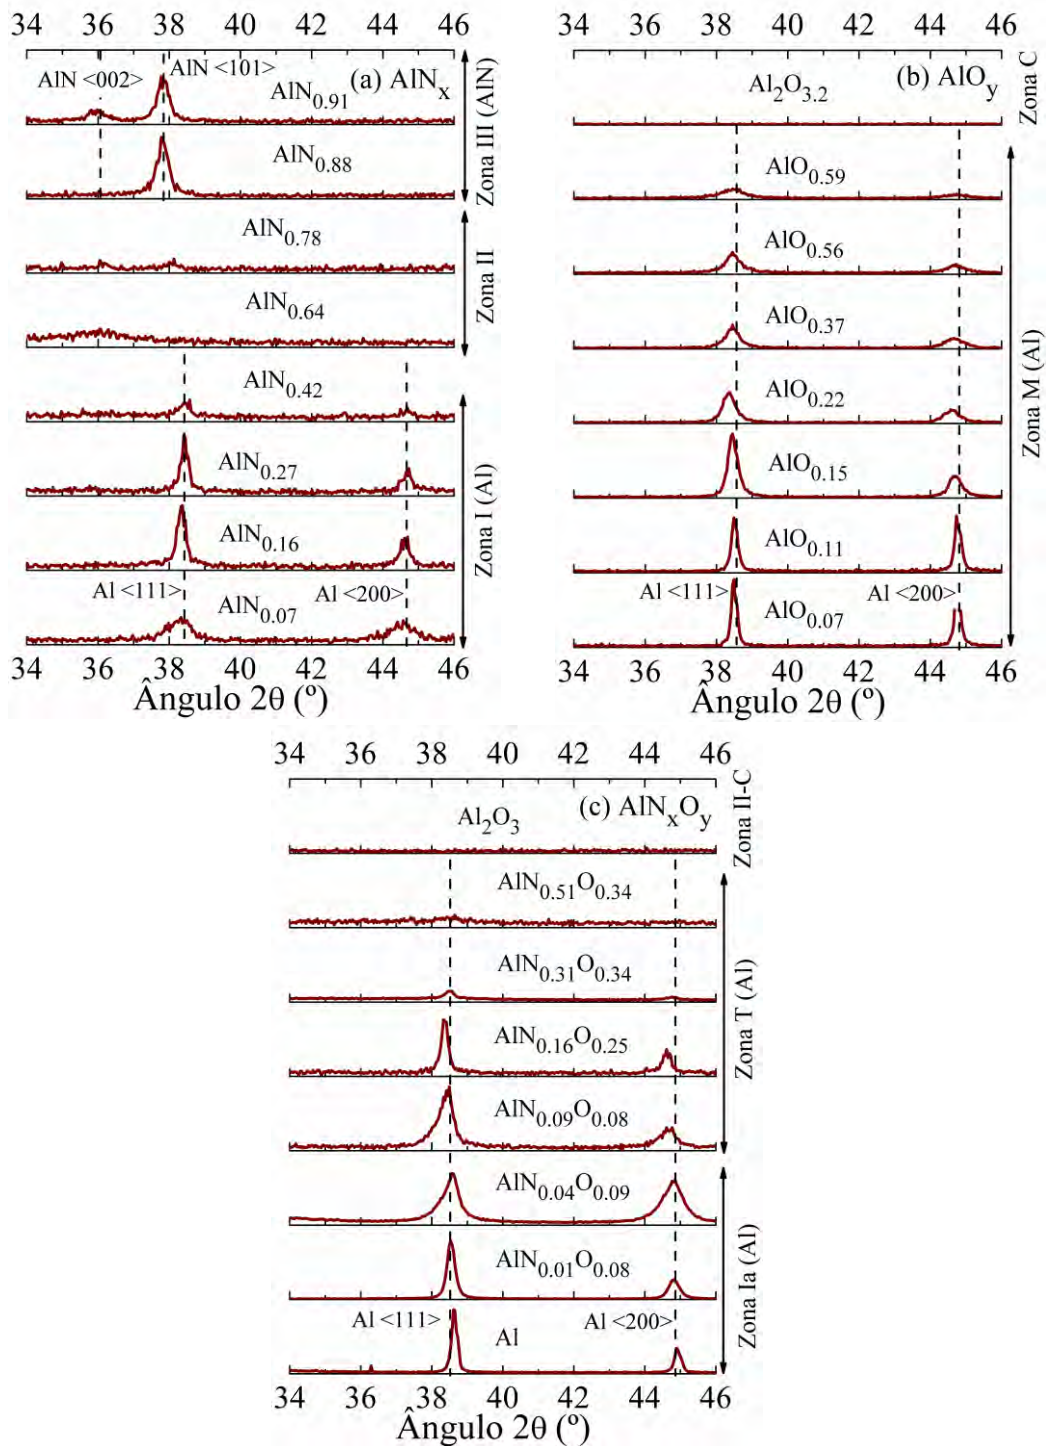 34 36 38 40 42 44 46
AlN <002>
AlN <101>
(a) AlNₓ
AlN0.91
AlN0.88
Zona III (AlN)
AlN0.78
AlN0.64
Zona II
AlN0.42
AlN0.27
AlN0.16
Al <111>
Al <200>
AlN0.07
Zona I (Al)
34 36 38 40 42 44 46
Ângulo 2θ (º)
34 36 38 40 42 44 46
(b) AlOy
Al2O3.2
Zona C
AlO0.59
AlO0.56
AlO0.37
AlO0.22
AlO0.15
AlO0.11
Al <111>
Al <200>
AlO0.07
Zona M (Al)
34 36 38 40 42 44 46
Ângulo 2θ (º)
34 36 38 40 42 44 46
(c) AlNxOy
Al2O3
Zona II-C
AlN0.51O0.34
AlN0.31O0.34
AlN0.16O0.25
AlN0.09O0.08
Zona T (Al)
AlN0.04O0.09
AlN0.01O0.08
Al <111>
Al <200>
Al
Zona Ia (Al)
34 36 38 40 42 44 46
Ângulo 2θ (º)